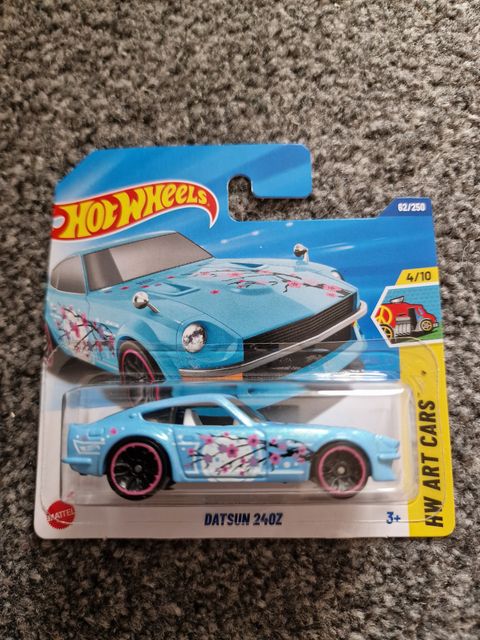 HOT WHEELS
62/250
4/10
HW ART CARS
MATTEL
DATSUN 240Z
3+